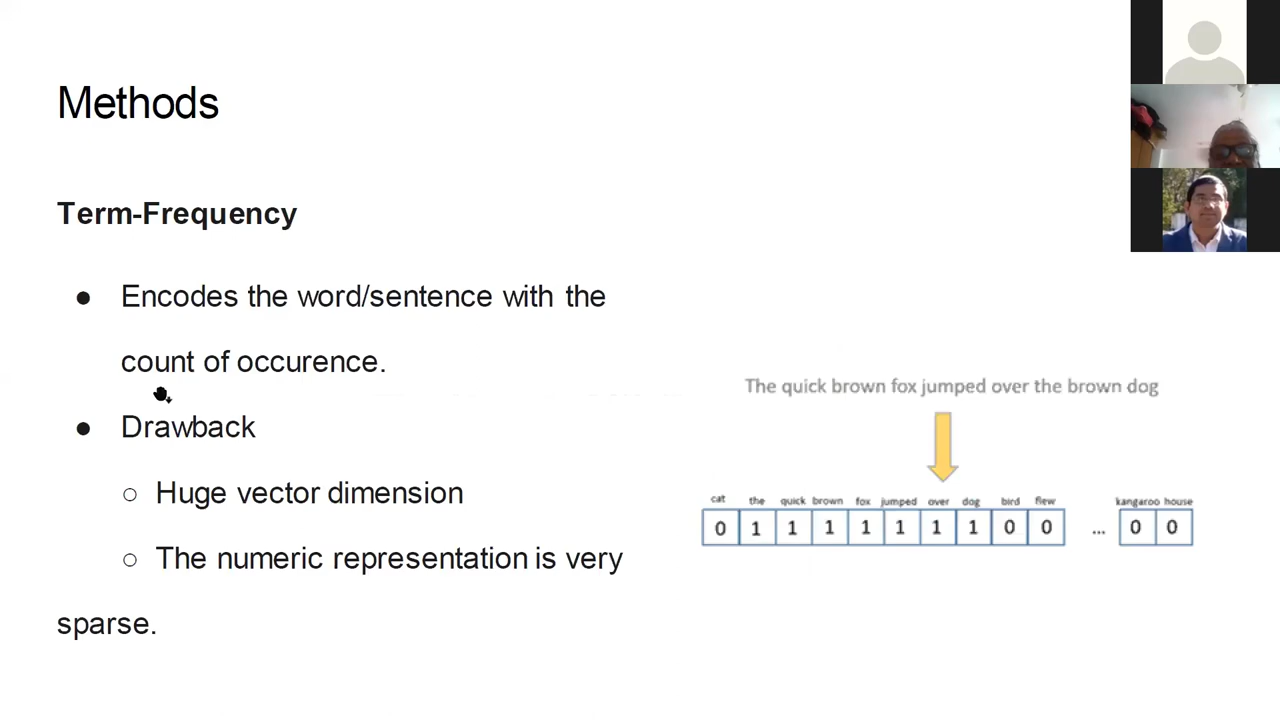 Methods
Term-Frequency
● Encodes the word/sentence with the
count of occurence.
● Drawback
○ Huge vector dimension
○ The numeric representation is very
sparse.
The quick brown fox jumped over the brown dog
cat the quick brown fox jumped over dog bird flew kangaroo house
0 1 1 1 1 1 1 1 0 0 ... 0 0